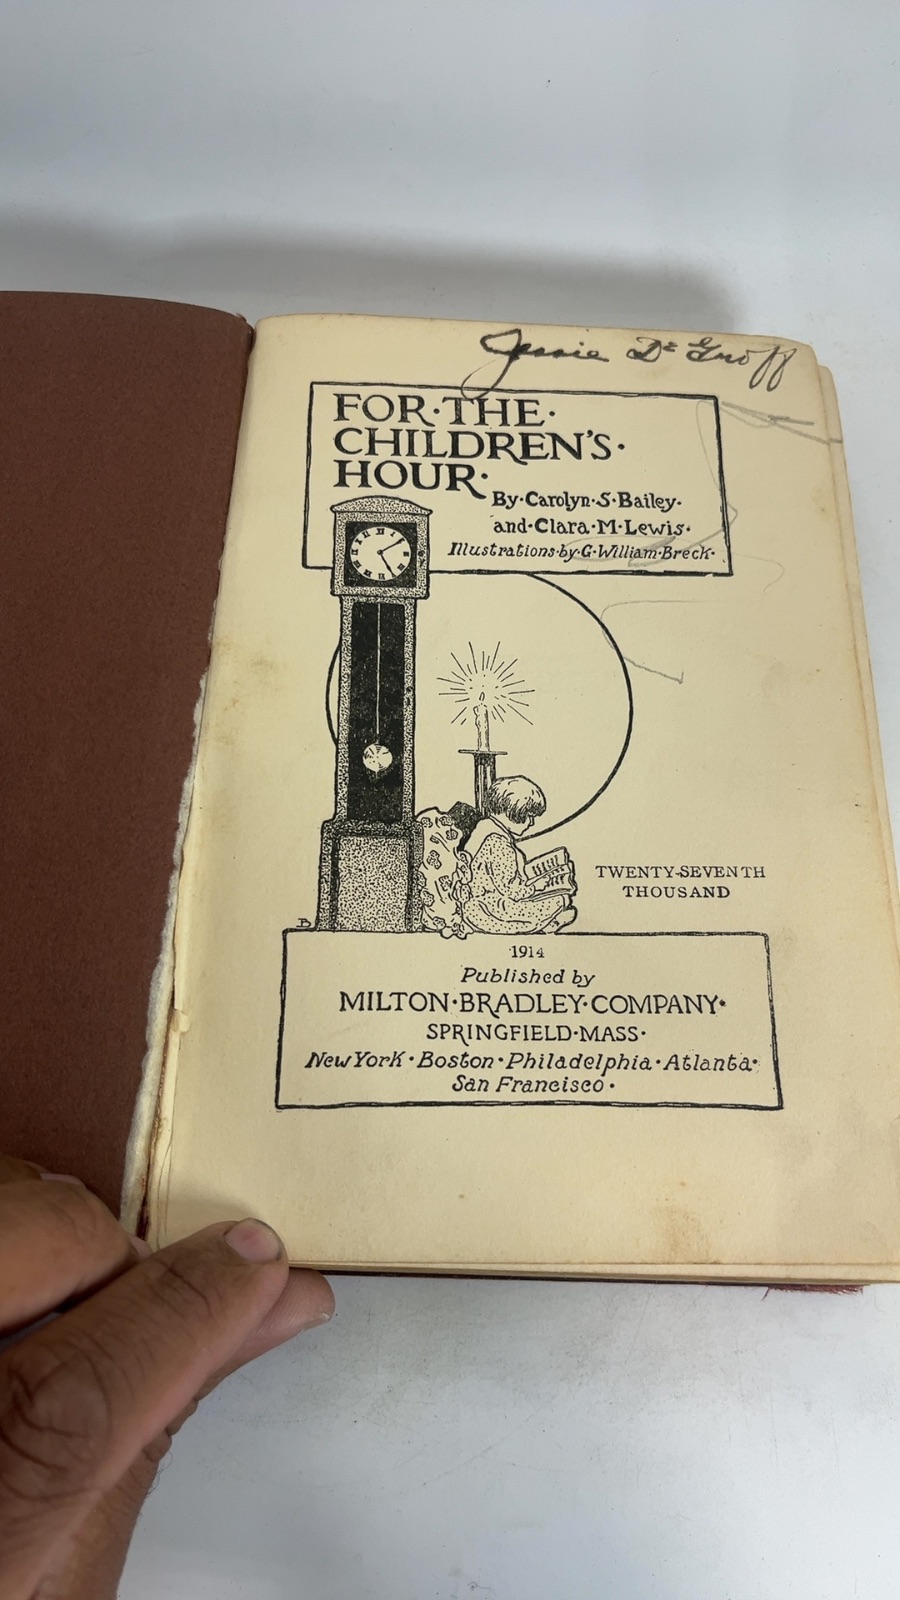 Jessie De Groff
FOR·THE·
CHILDREN'S·
HOUR·
By·Carolyn·S·Bailey·
and·Clara·M·Lewis·
Illustrations·by·G·William·Breck·
TWENTY-SEVENTH
THOUSAND
B
1914
Published by
MILTON·BRADLEY·COMPANY·
SPRINGFIELD·MASS·
New York·Boston·Philadelphia·Atlanta·
San Francisco·